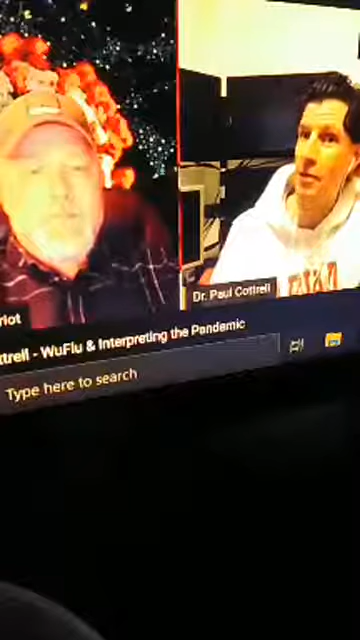 riot
Dr. Paul Cottrell
ttrell - WuFlu & Interpreting the Pandemic
Type here to search